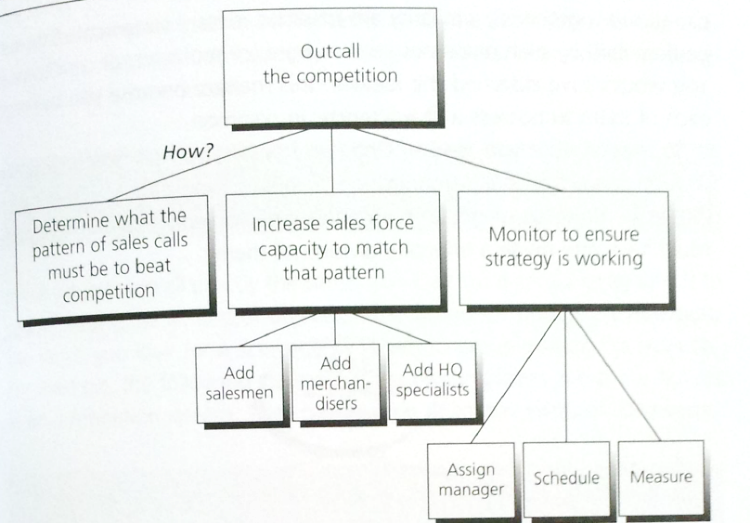 Outcall
the competition
How?
Determine what the
pattern of sales calls
must be to beat
competition
Increase sales force
capacity to match
that pattern
Monitor to ensure
strategy is working
Add
salesmen
Add
merchan-
disers
Add HQ
specialists
Assign
manager
Schedule
Measure